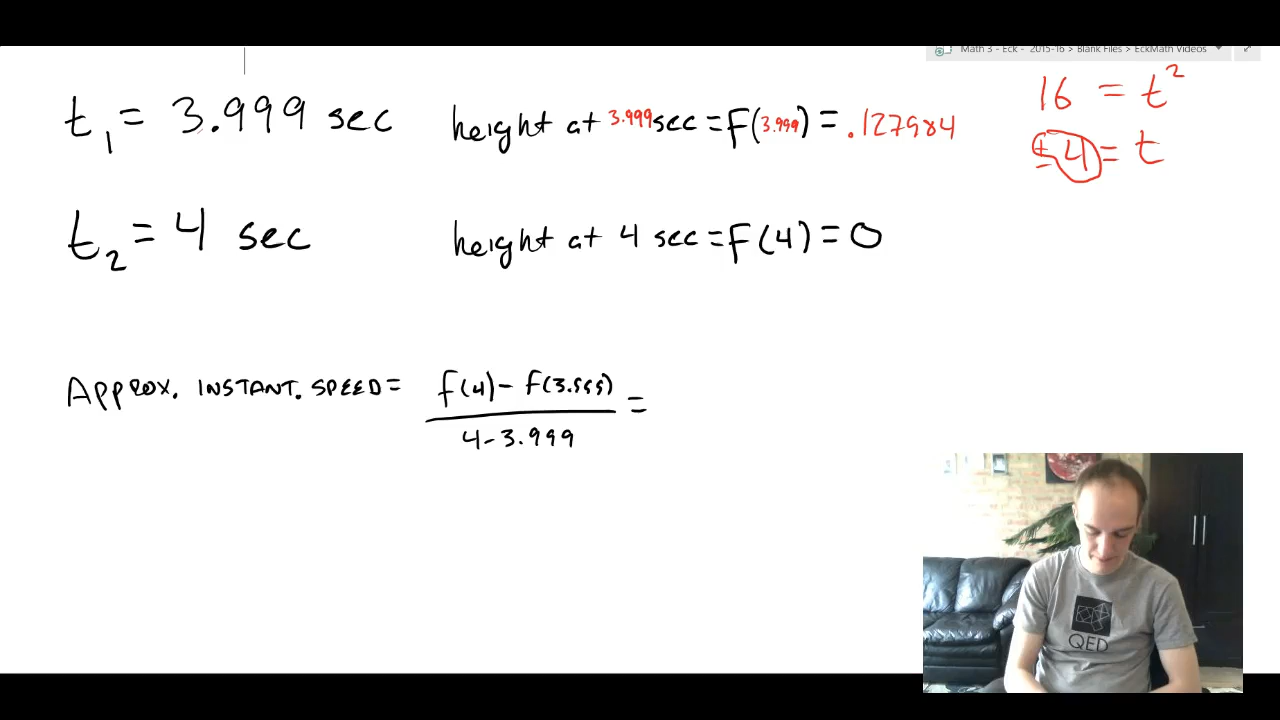 Math 3 - Eck - 2015-16 > Blank Files > EckMath Videos
16 = t²
±4 = t
t₁ = 3.999 sec height at 3.999 sec = F(3.999) = .127984
t₂ = 4 sec height at 4 sec = F(4) = 0
APPROX. INSTANT. SPEED = f(4) - f(3.999) =
4 - 3.999
QED